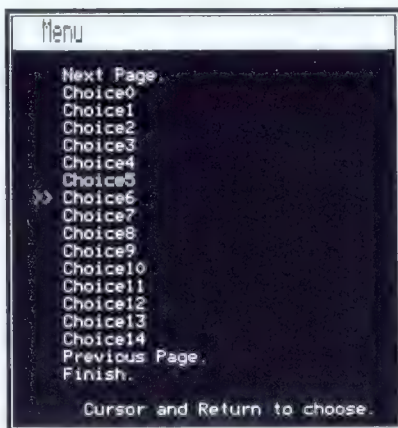 Menu
Next Page.
Choice0
Choice1
Choice2
Choice3
Choice4
Choice5
>> Choice6
Choice7
Choice8
Choice9
Choice10
Choice11
Choice12
Choice13
Choice14
Previous Page.
Finish.
Cursor and Return to choose.